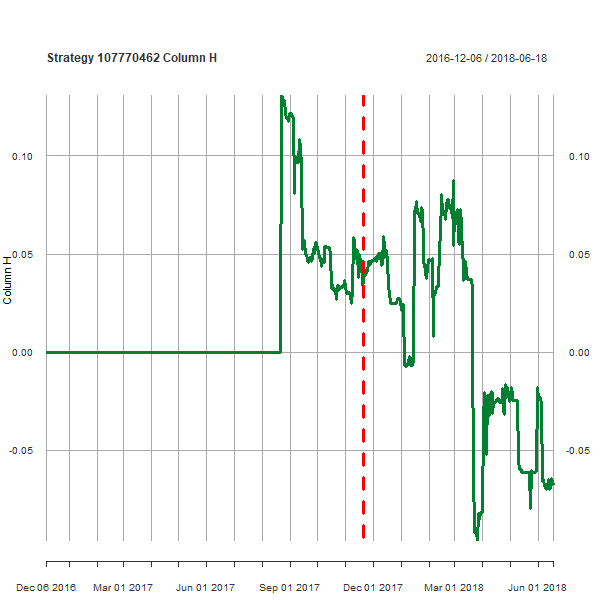 Strategy 107770462 Column H
2016-12-06 / 2018-06-18
0.10
0.10
0.05
0.05
Column H
0.00
0.00
-0.05
-0.05
Dec 06 2016
Mar 01 2017
Jun 01 2017
Sep 01 2017
Dec 01 2017
Mar 01 2018
Jun 01 2018